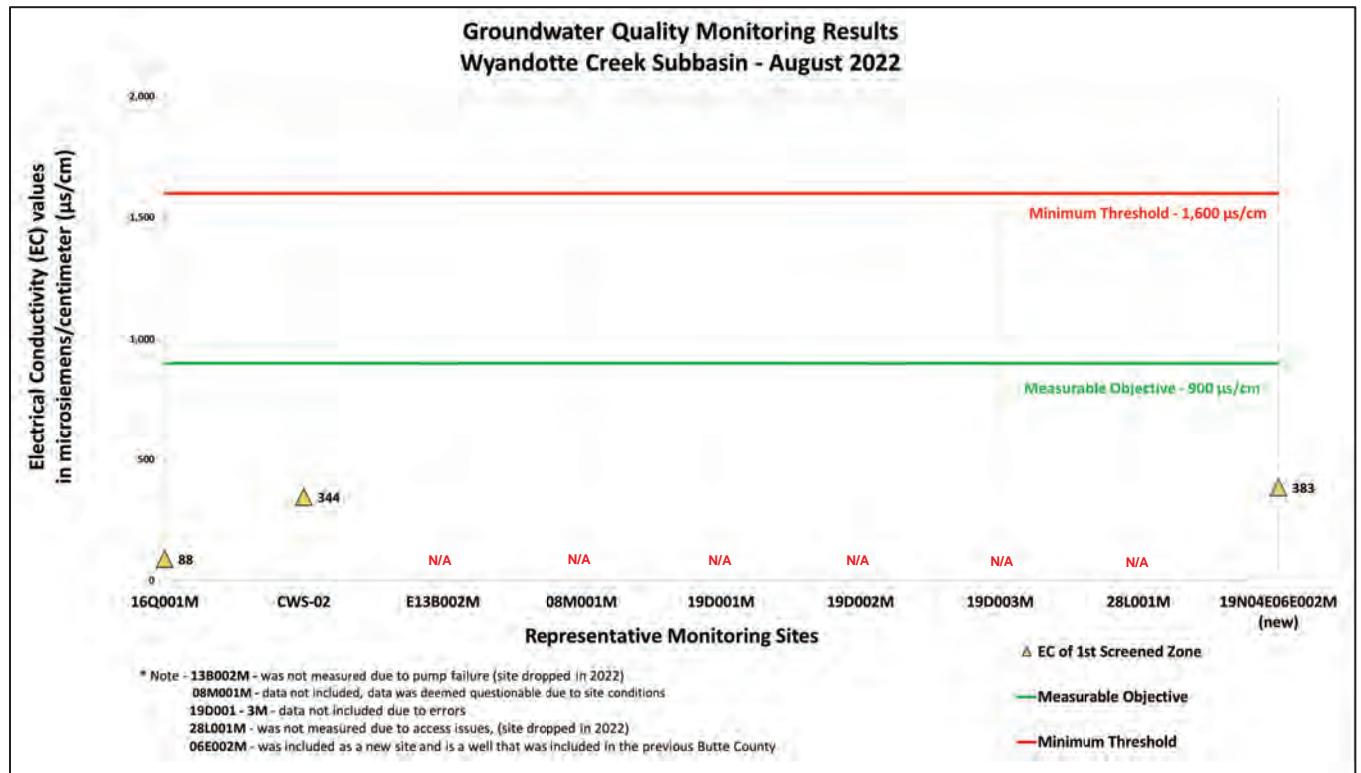 Groundwater Quality Monitoring Results
Wyandotte Creek Subbasin - August 2022
Electrical Conductivity (EC) values
in microsiemens/centimeter (µs/cm)
2,000
1,500
1,000
500
0
Minimum Threshold - 1,600 µs/cm
Measurable Objective - 900 µs/cm
88
344
N/A
N/A
N/A
N/A
N/A
N/A
383
16Q001M
CWS-02
E13B002M
08M001M
19D001M
19D002M
19D003M
28L001M
19N04E06E002M
(new)
Representative Monitoring Sites
EC of 1st Screened Zone
Measurable Objective
Minimum Threshold
* Note - 13B002M - was not measured due to pump failure (site dropped in 2022)
08M001M - data not included, data was deemed questionable due to site conditions
19D001 - 3M - data not included due to errors
28L001M - was not measured due to access issues, (site dropped in 2022)
06E002M - was included as a new site and is a well that was included in the previous Butte County